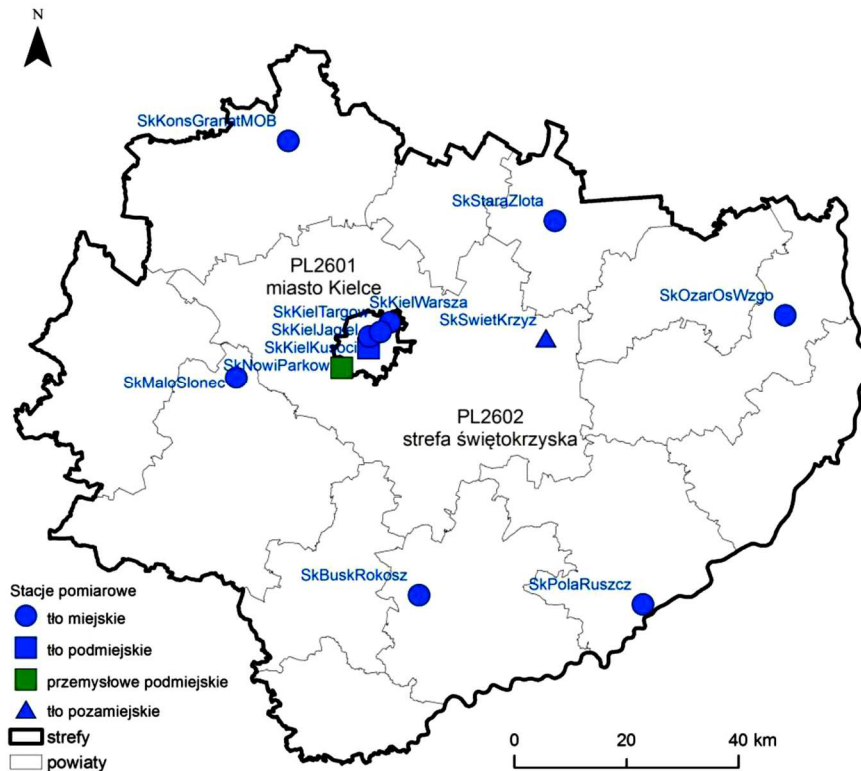 N
SkKonsGranatMOB
SkStaraZlota
PL2601
miasto Kielce
SkKielWarsza
SkKielTargow
SkOzarOsWzgo
SkSwietKrzyz
SkKielJagiel
SkKielKusoci
SkNowiParkow
SkMaloSlonec
PL2602
strefa świętokrzyska
SkBuskRokosz
SkPolaRuszcz
Stacje pomiarowe
tło miejskie
tło podmiejskie
przemysłowe podmiejskie
tło pozamiejskie
strefy
powiaty
0 20 40 km